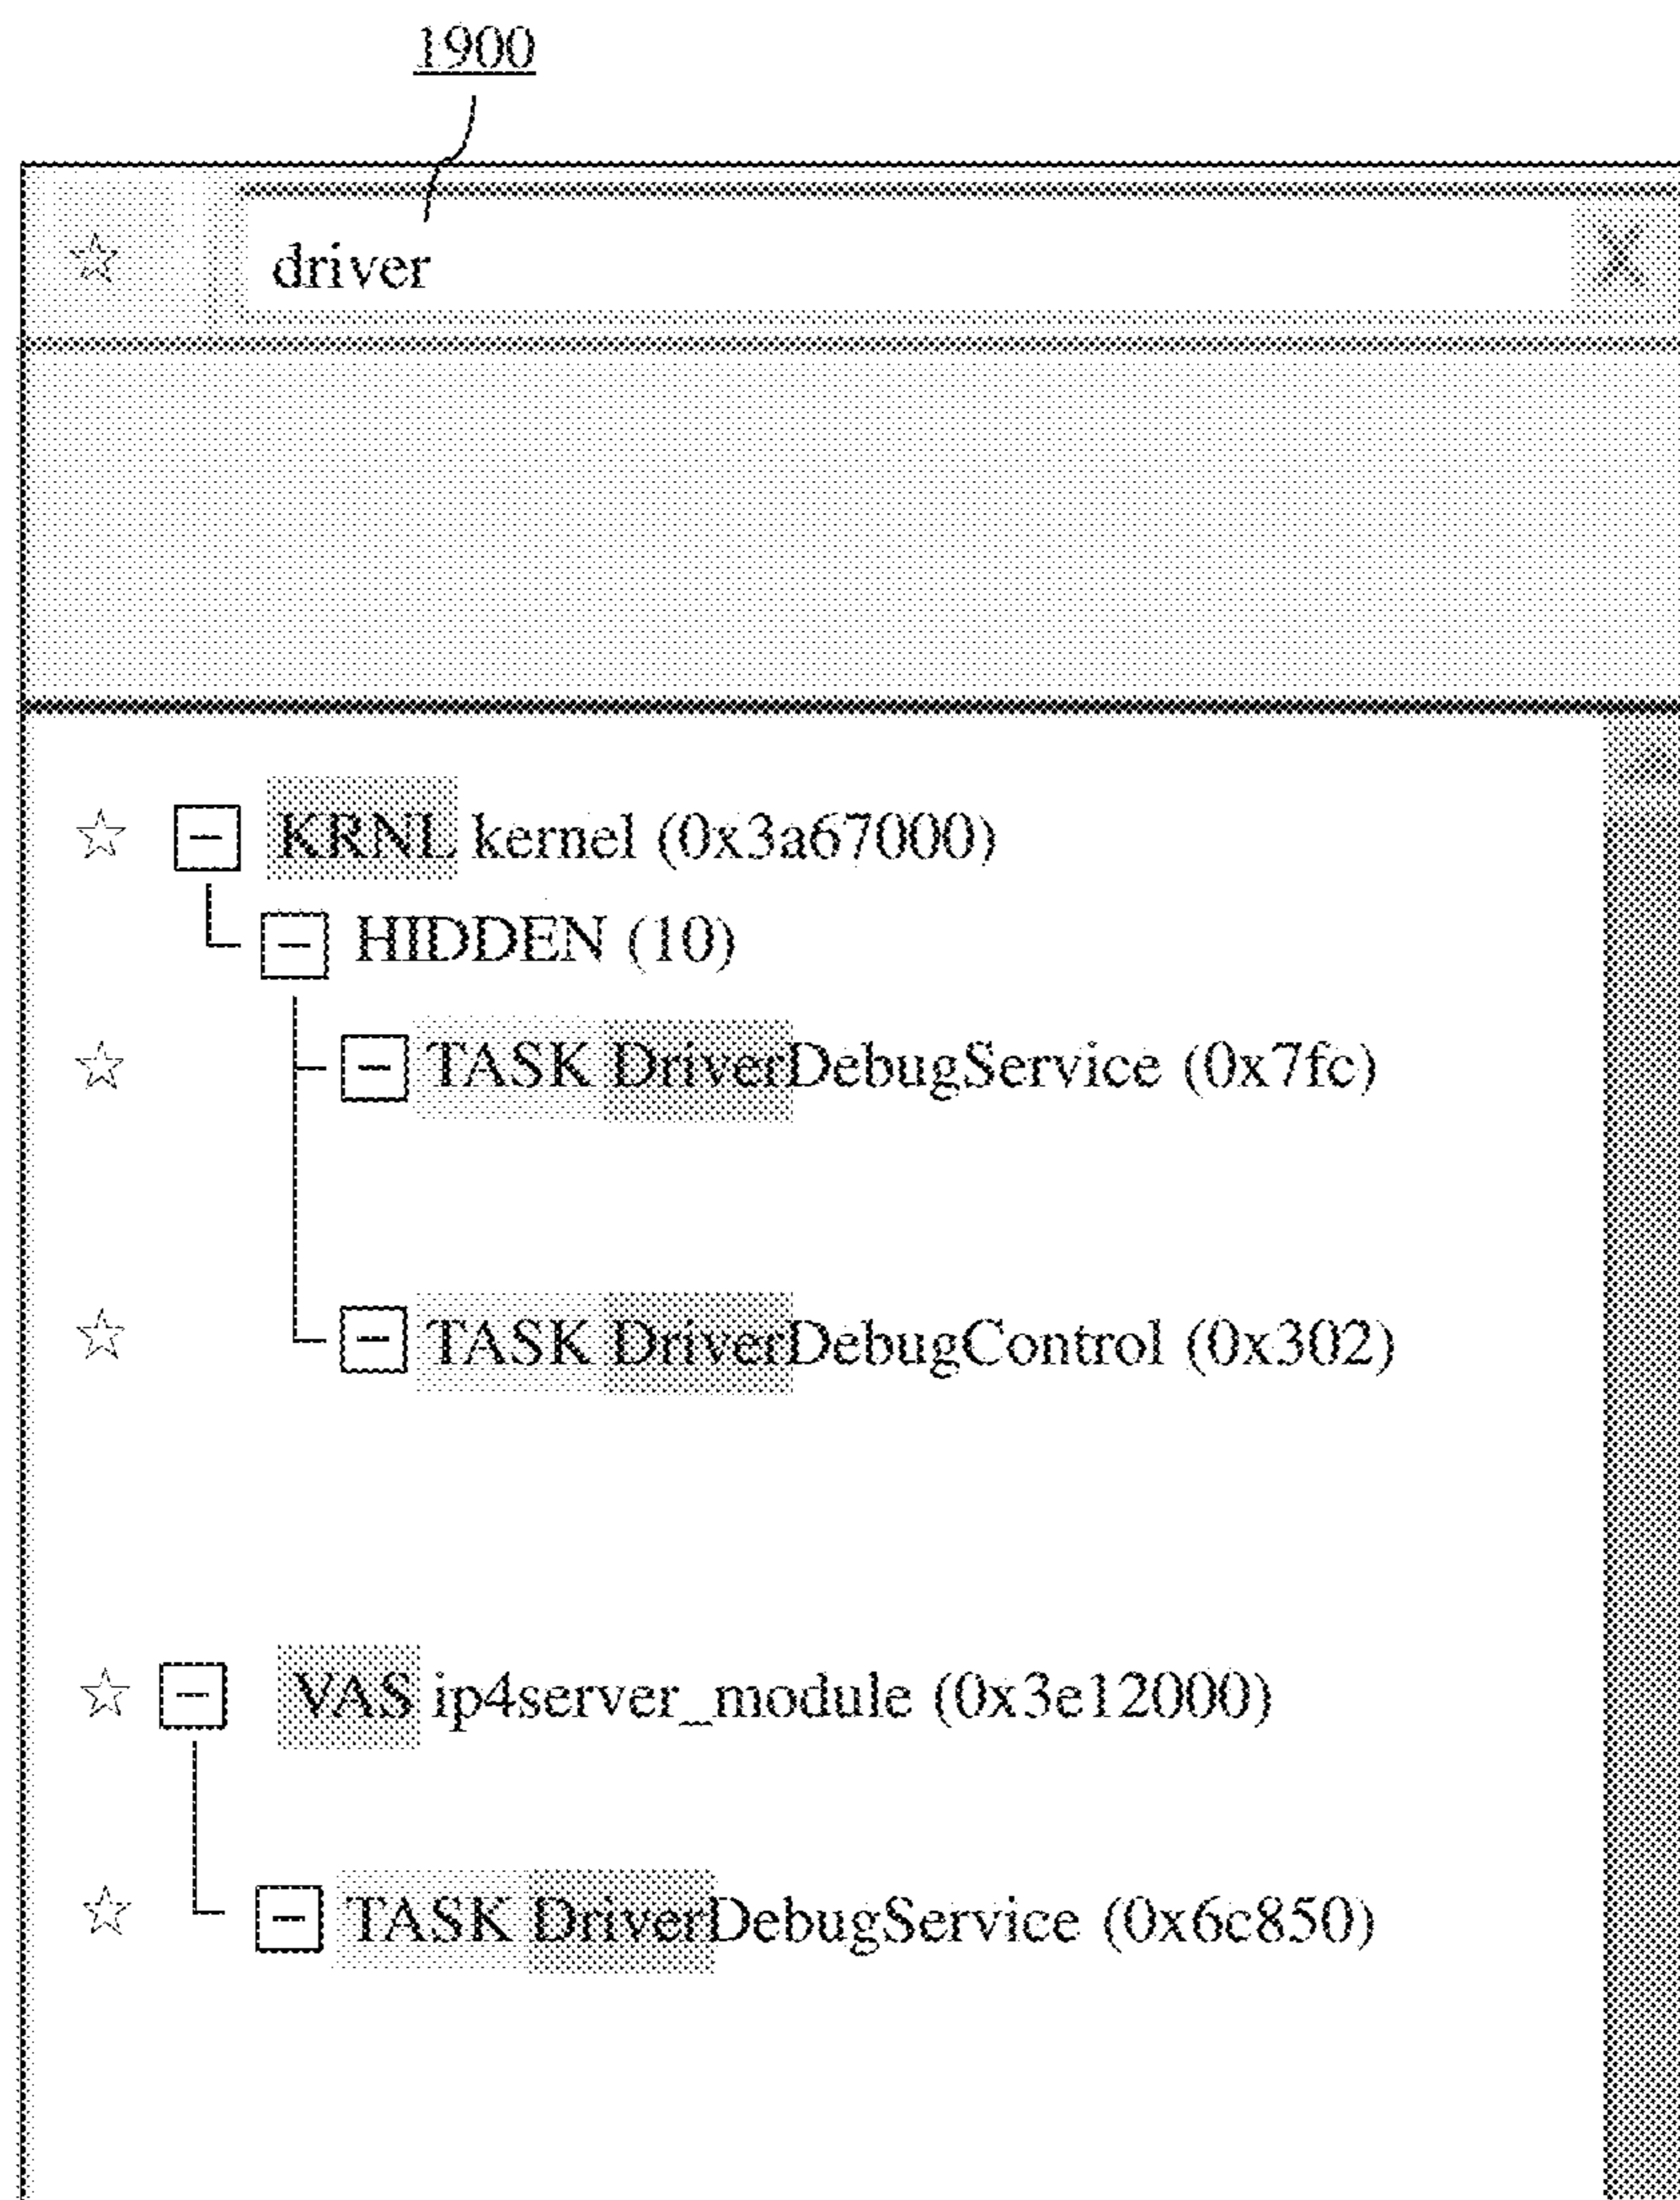 1900
driver X
KRNL kernel (0x3a67000)
HIDDEN (10)
TASK DriverDebugService (0x7fc)
TASK DriverDebugControl (0x302)
VAS ip4server_module (0x3e12000)
TASK DriverDebugService (0x6c850)